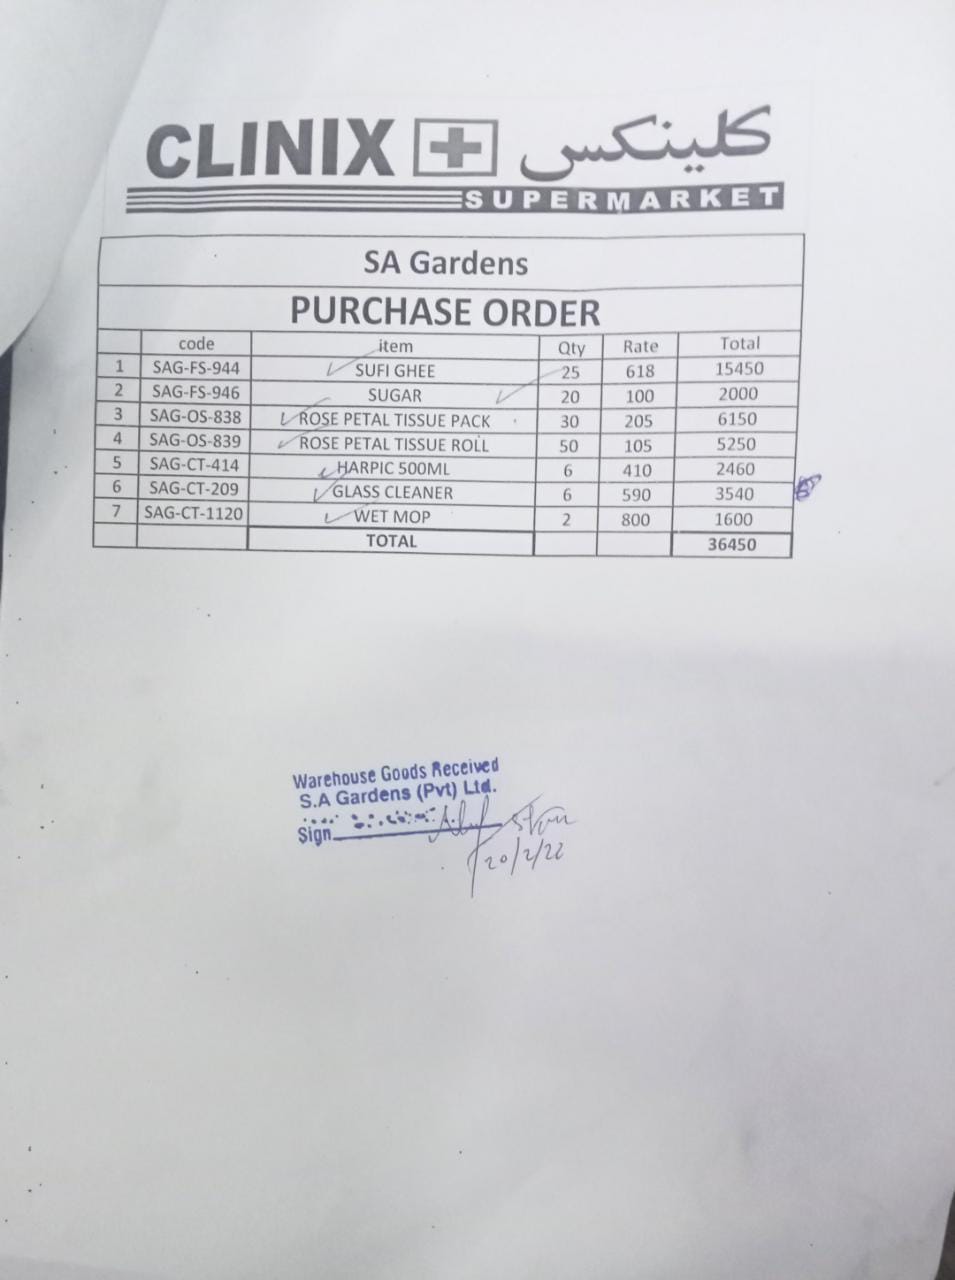 CLINIX كلينكس
SUPERMARKET
SA Gardens
PURCHASE ORDER
code item Qty Rate Total
1 SAG-FS-944 SUFI GHEE 25 618 15450
2 SAG-FS-946 SUGAR 20 100 2000
3 SAG-OS-838 ROSE PETAL TISSUE PACK 30 205 6150
4 SAG-OS-839 ROSE PETAL TISSUE ROLL 50 105 5250
5 SAG-CT-414 HARPIC 500ML 6 410 2460
6 SAG-CT-209 GLASS CLEANER 6 590 3540
7 SAG-CT-1120 WET MOP 2 800 1600
TOTAL 36450
Warehouse Goods Received
S.A Gardens (Pvt) Ltd.
Sign
20/2/22